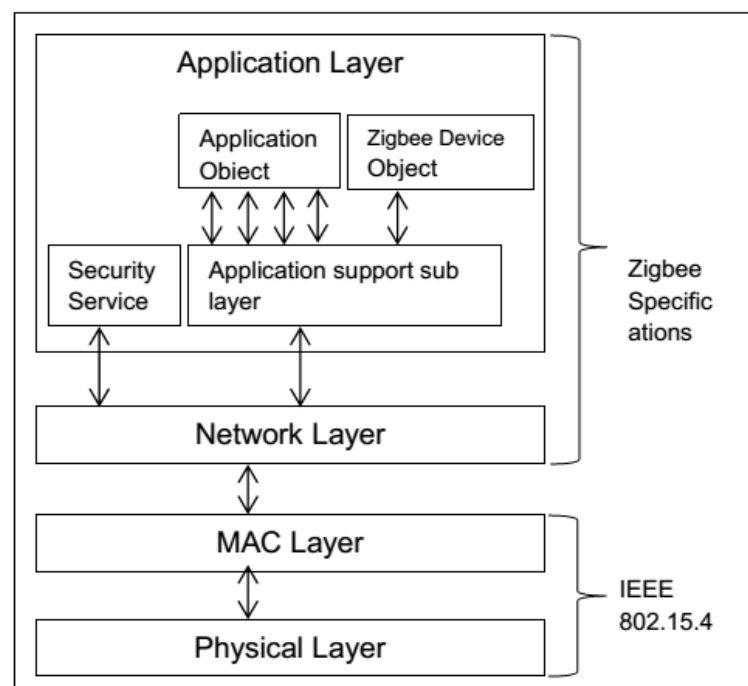 Application Layer
Application
Obiect
Zigbee Device
Object
Security
Service
Application support sub
layer
Zigbee
Specific
ations
Network Layer
MAC Layer
IEEE
802.15.4
Physical Layer